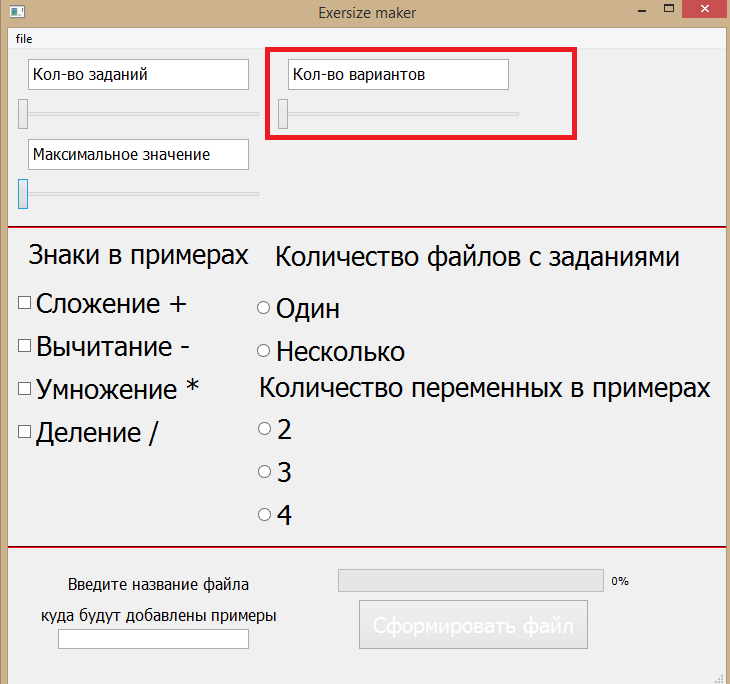 Exersize maker
file
Кол-во заданий
Кол-во вариантов
Максимальное значение
Знаки в примерах
Сложение +
Вычитание -
Умножение *
Деление /
Количество файлов с заданиями
Один
Несколько
Количество переменных в примерах
2
3
4
Введите название файла
куда будут добавлены примеры
0%
Сформировать файл